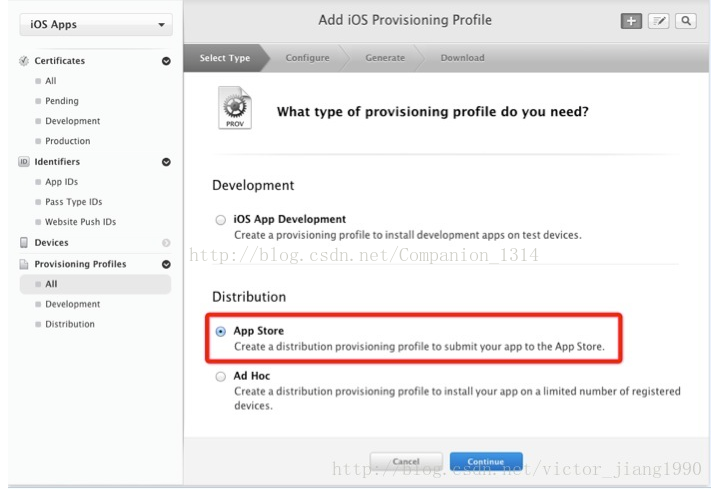 iOS Apps
Add iOS Provisioning Profile
Certificates
All
Pending
Development
Production
ID Identifiers
App IDs
Pass Type IDs
Website Push IDs
Devices
Provisioning Profiles
All
Development
Distribution
Select Type
Configure
Generate
Download
PROV
What type of provisioning profile do you need?
Development
iOS App Development
Create a provisioning profile to install development apps on test devices.
http://blog.csdn.net/Companion_1314
Distribution
App Store
Create a distribution provisioning profile to submit your app to the App Store.
Ad Hoc
Create a distribution provisioning profile to install your app on a limited number of registered
devices.
Cancel
Continue
http://blog.csdn.net/victor_jiang1990